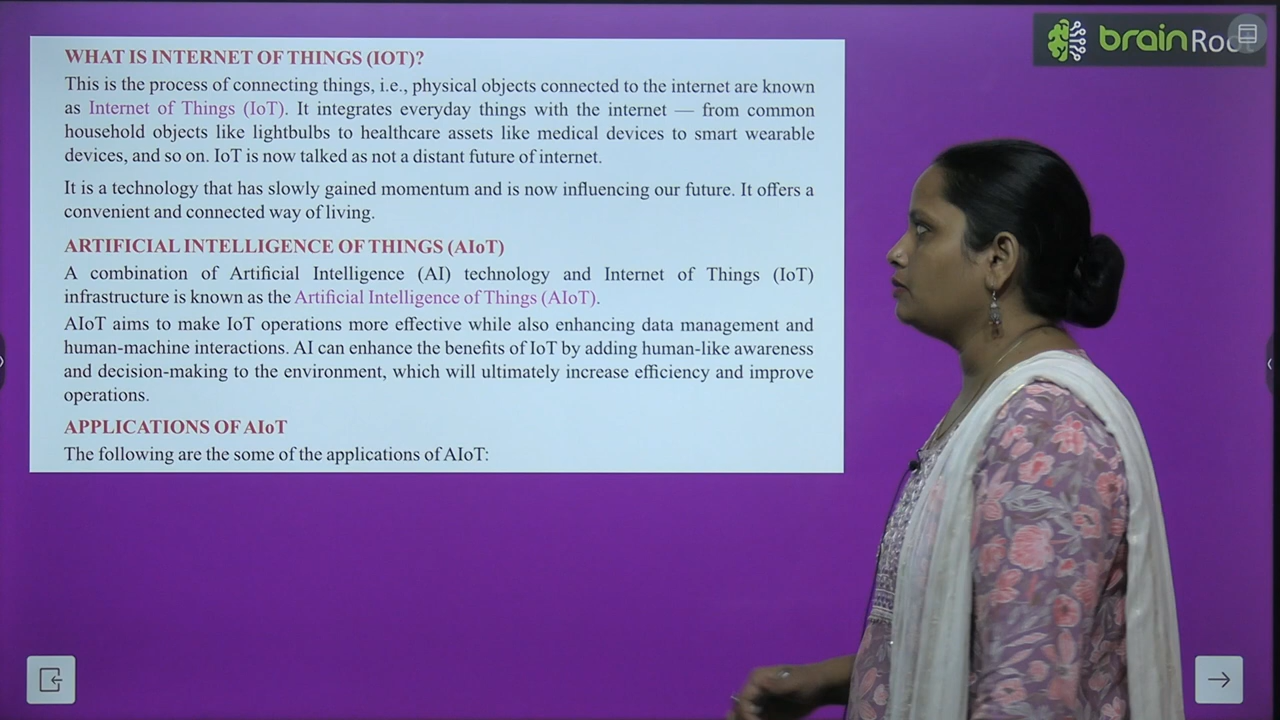 brainRoot
WHAT IS INTERNET OF THINGS (IOT)?
This is the process of connecting things, i.e., physical objects connected to the internet are known
as Internet of Things (IoT). It integrates everyday things with the internet — from common
household objects like lightbulbs to healthcare assets like medical devices to smart wearable
devices, and so on. IoT is now talked as not a distant future of internet.
It is a technology that has slowly gained momentum and is now influencing our future. It offers a
convenient and connected way of living.
ARTIFICIAL INTELLIGENCE OF THINGS (AIoT)
A combination of Artificial Intelligence (AI) technology and Internet of Things (IoT)
infrastructure is known as the Artificial Intelligence of Things (AIoT).
AIoT aims to make IoT operations more effective while also enhancing data management and
human-machine interactions. AI can enhance the benefits of IoT by adding human-like awareness
and decision-making to the environment, which will ultimately increase efficiency and improve
operations.
APPLICATIONS OF AIoT
The following are the some of the applications of AIoT: